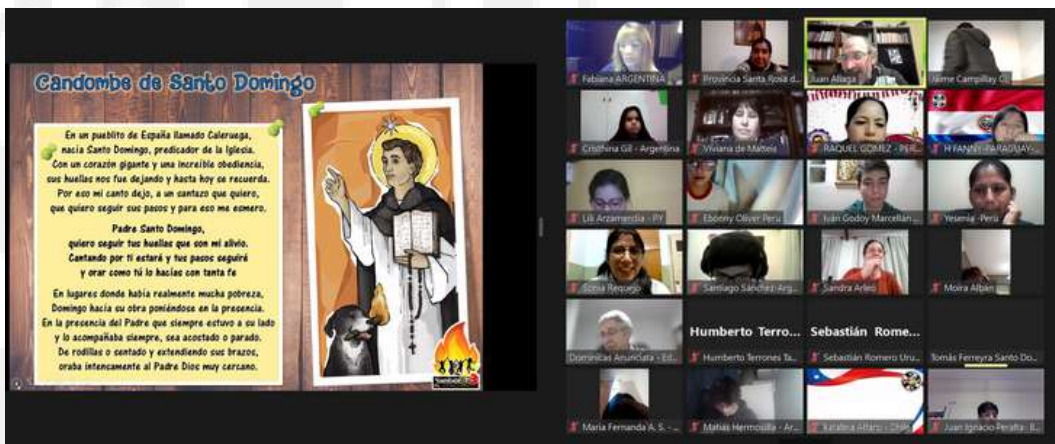 Candombe de Santo Domingo
En un pueblito de España llamado Caleruega,
nacía Santo Domingo, predicador de la Iglesia.
Con un corazón gigante y una increíble obediencia,
sus huellas nos fue dejando y hasta hoy se recuerda.
Por eso mi canto dejo, a un cantazo que quiero,
que quiero seguir sus pasos y para eso me esmero.
Padre Santo Domingo,
quiero seguir tus huellas que son mi alivio.
Cantando por ti estaré y tus pasos seguiré
y orar como tú lo hacías con tanta fe
En lugares donde había realmente mucha pobreza,
Domingo hacía su obra poniéndose en la presencia.
En la presencia del Padre que siempre estuvo a su lado
y lo acompañaba siempre, sea acostado o parado.
De rodillas o sentado y extendiendo sus brazos,
oraba intensamente al Padre Dios muy cercano.
Fabiana ARGENTINA
Provincia Santa Rosa d...
Juan Aliaga
Jaime Campillay
Cristhina Gill - Argentina
Viviana de Matteis
RAQUEL GOMEZ - PER...
H FANNY -PARAGUAY-...
Lili Arzamendia - PY
Ebonny Oliver Peru
Iván Godoy Marcellán ...
Yesenia -Perú
Sonia Requejo
Santiago Sánchez-Arg...
Sandra Arleo
Moira Albán
Dominicas Anunciata - Ed...
Humberto Terro...
Humberto Terrones Ta...
Sebastián Rome...
Sebastián Romero Uru...
Tomás Ferreyra Santo Do...
María Fernanda A. S. - ...
Matías Hermosilla - Ar...
Katalina Alfaro - Chile
Juan Ignacio Peralta - B...